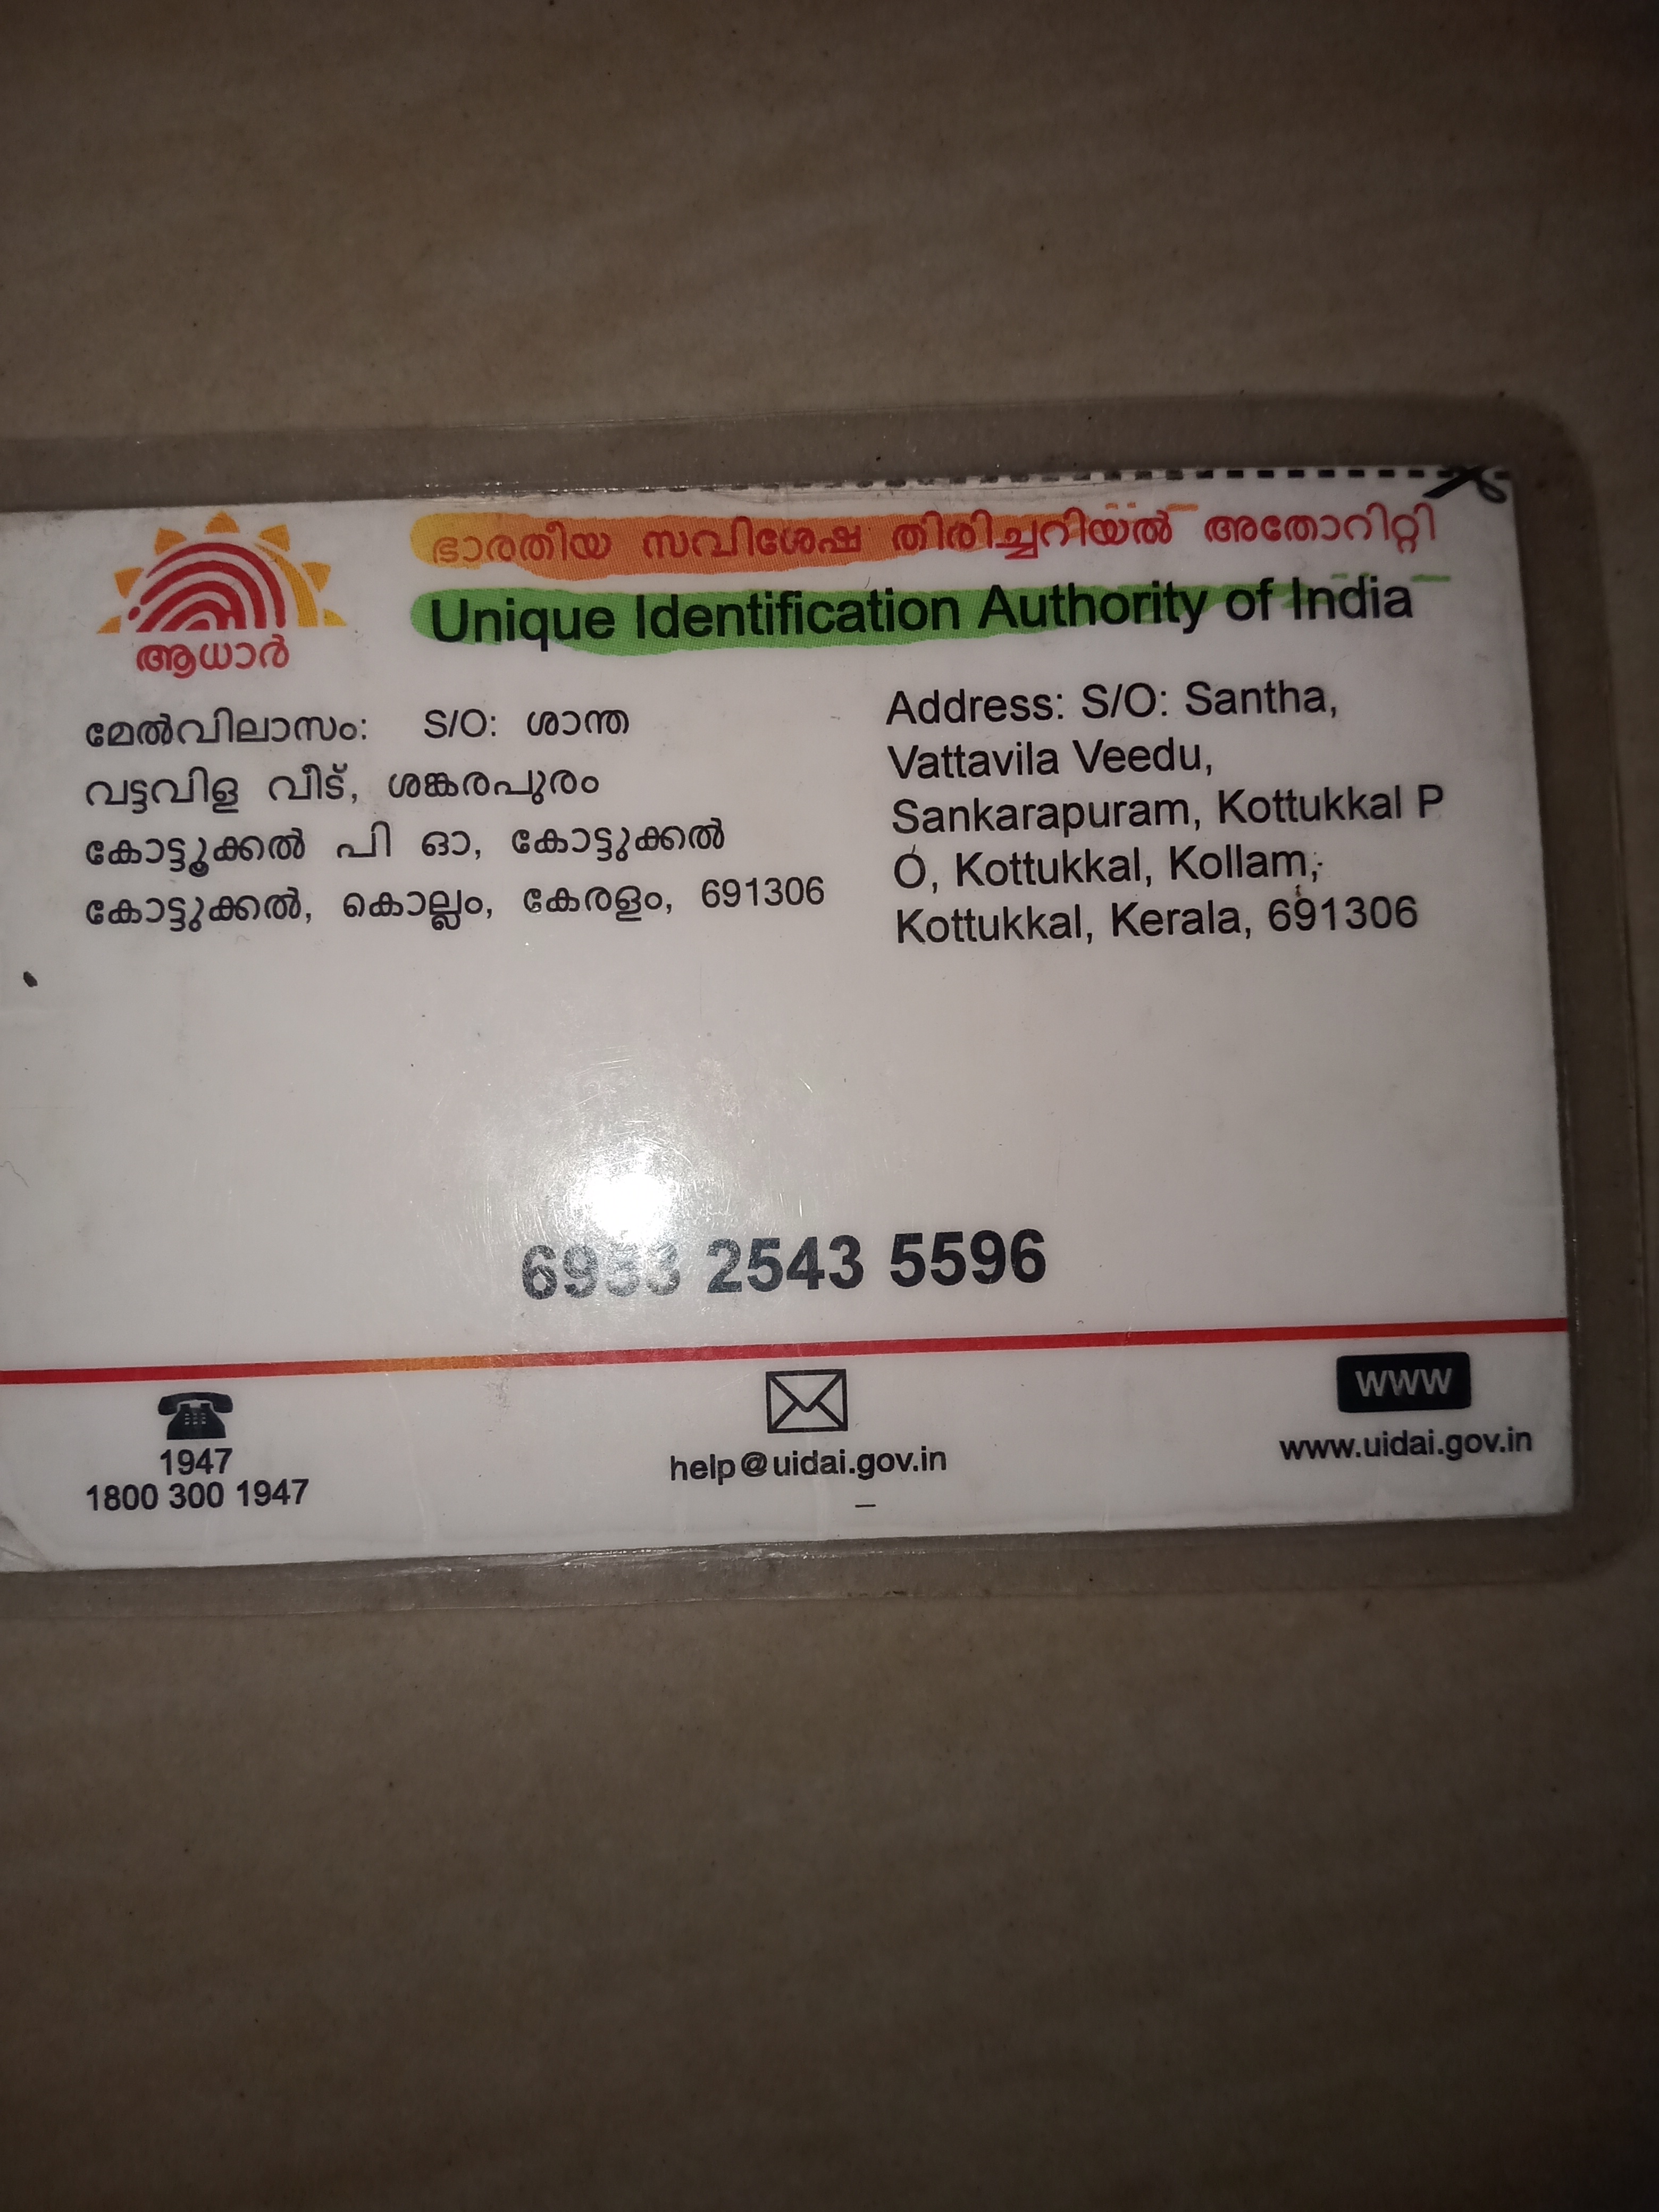 ഭാരതീയ സവിശേഷ തിരിച്ചറിയൽ അതോറിറ്റി
Unique Identification Authority of India
ആധാർ
മേൽവിലാസം: S/O: ശാന്ത
വട്ടവിള വീട്, ശങ്കരപുരം
കോട്ടൂക്കൽ പി ഓ, കോട്ടുക്കൽ
കോട്ടുക്കൽ, കൊല്ലം, കേരളം, 691306
Address: S/O: Santha,
Vattavila Veedu,
Sankarapuram, Kottukkal P
O, Kottukkal, Kollam,
Kottukkal, Kerala, 691306
2543 5596
1947
1800 300 1947
help@uidai.gov.in
WWW
www.uidai.gov.in